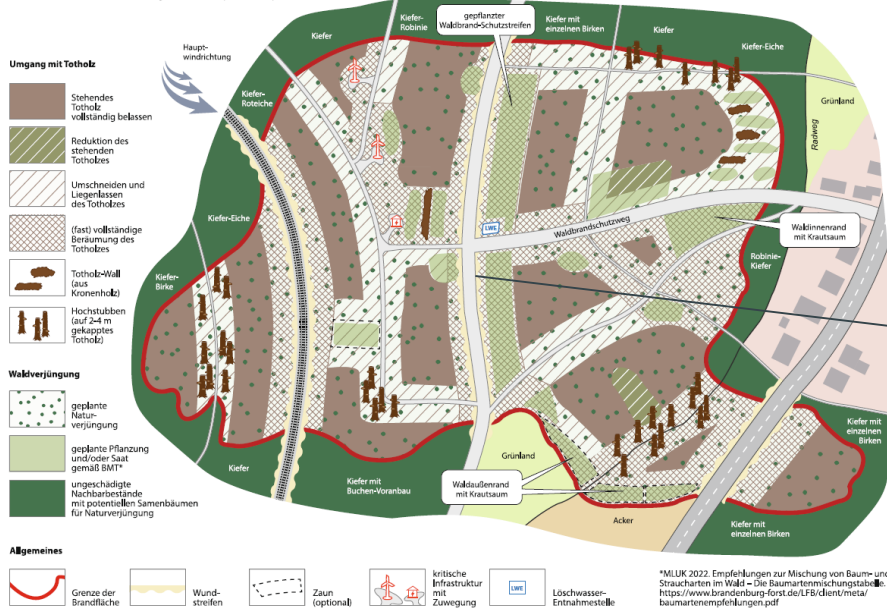 gepflanzter
Waldbrand-Schutzstreifen
Kiefer-
Robinie
Kiefer
Kiefer mit
einzelnen Birken
Kiefer
Kiefer-Eiche
Haupt-
windrichtung
Kiefer-
Roteiche
Grünland
Radweg
Umgang mit Totholz
Stehendes
Totholz
vollständig belassen
Reduktion des
stehenden
Totholzes
Umschneiden und
Liegenlassen
des Totholzes
(fast) vollständige
Beräumung des
Totholzes
Totholz-Wall
(aus
Kronenholz)
Hochstubben
(auf 2–4 m
gekapptes
Totholz)
Kiefer-Eiche
Kiefer-
Birke
LWE
Waldbrandschutzweg
Waldinnenrand
mit Krautsaum
Robinie-
Kiefer
Waldverjüngung
geplante
Natur-
verjüngung
geplante Pflanzung
und/oder Saat
gemäß BMT*
ungeschädigte
Nachbarbestände
mit potentiellen Samenbäumen
für Naturverjüngung
Kiefer
Kiefer mit
Buchen-Voranbau
Grünland
Waldaußenrand
mit Krautsaum
Acker
Kiefer mit
einzelnen
Birken
Kiefer mit
einzelnen Birken
Allgemeines
Grenze der
Brandfläche
Wund-
streifen
Zaun
(optional)
kritische
Infrastruktur
mit
Zuwegung
LWE
Löschwasser-
Entnahmestelle
*MLUK 2022. Empfehlungen zur Mischung von Baum- und
Straucharten im Wald – Die Baumartenmischungstabelle.
https://www.brandenburg-forst.de/LFB/client/meta/
baumartenempfehlungen.pdf